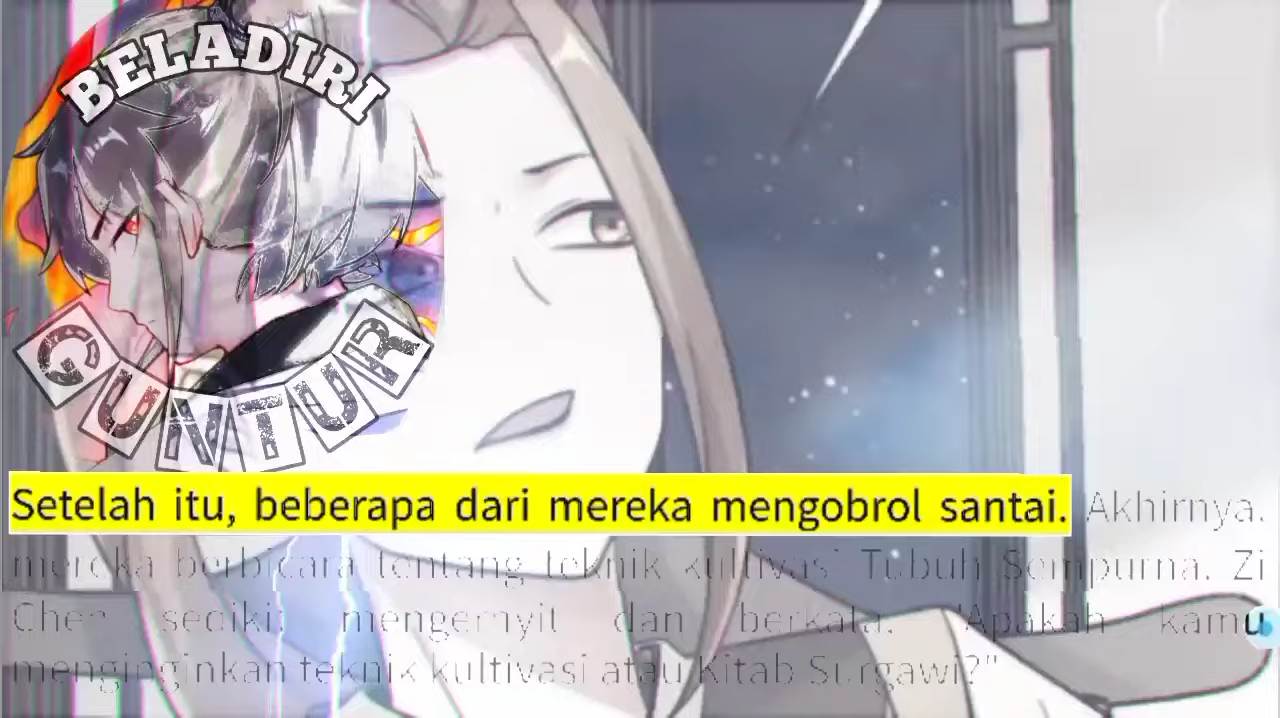 BELADIRI
GUNTUR
Setelah itu, beberapa dari mereka mengobrol santai. Akhirnya.
mereka berbicara tentang teknik kultivasi Tubuh Sempurna. Zi
Chen sedikit mengernyit dan berkata. "Apakah kamu
menginginkan teknik kultivasi atau Kitab Surgawi?"